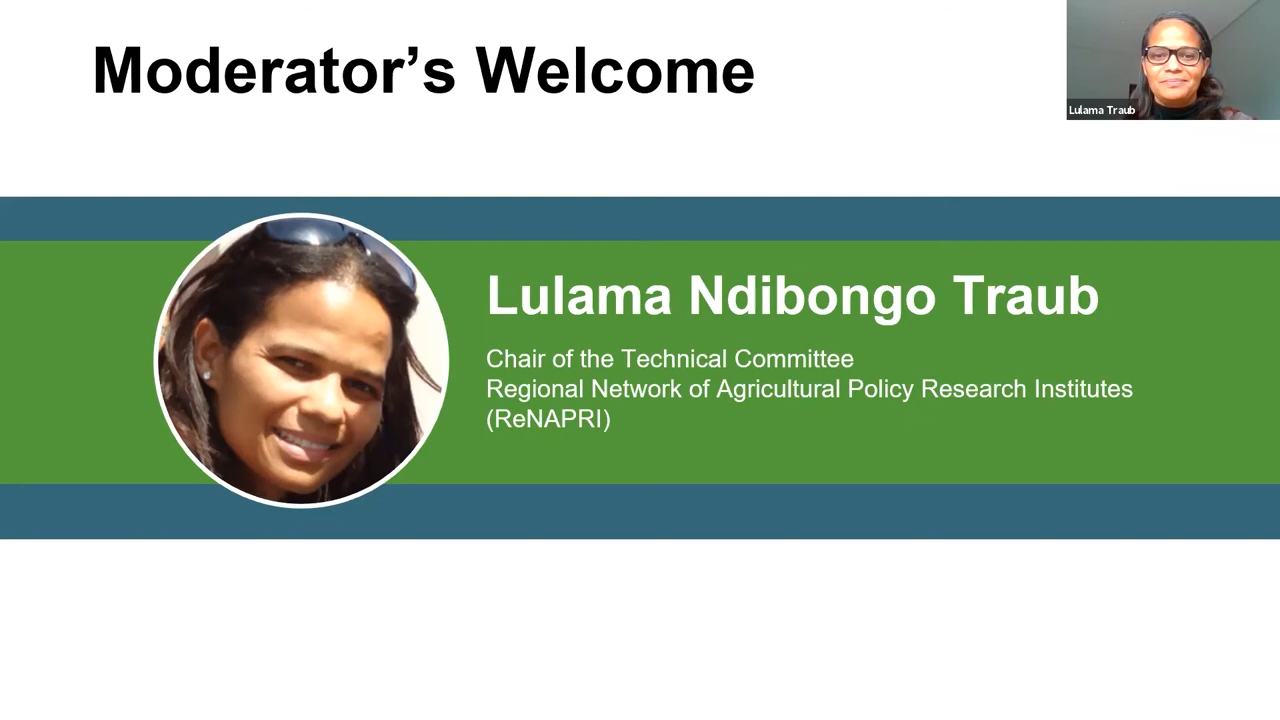 Moderator’s Welcome
Lulama Traub
Lulama Ndibongo Traub
Chair of the Technical Committee
Regional Network of Agricultural Policy Research Institutes
(ReNAPRI)